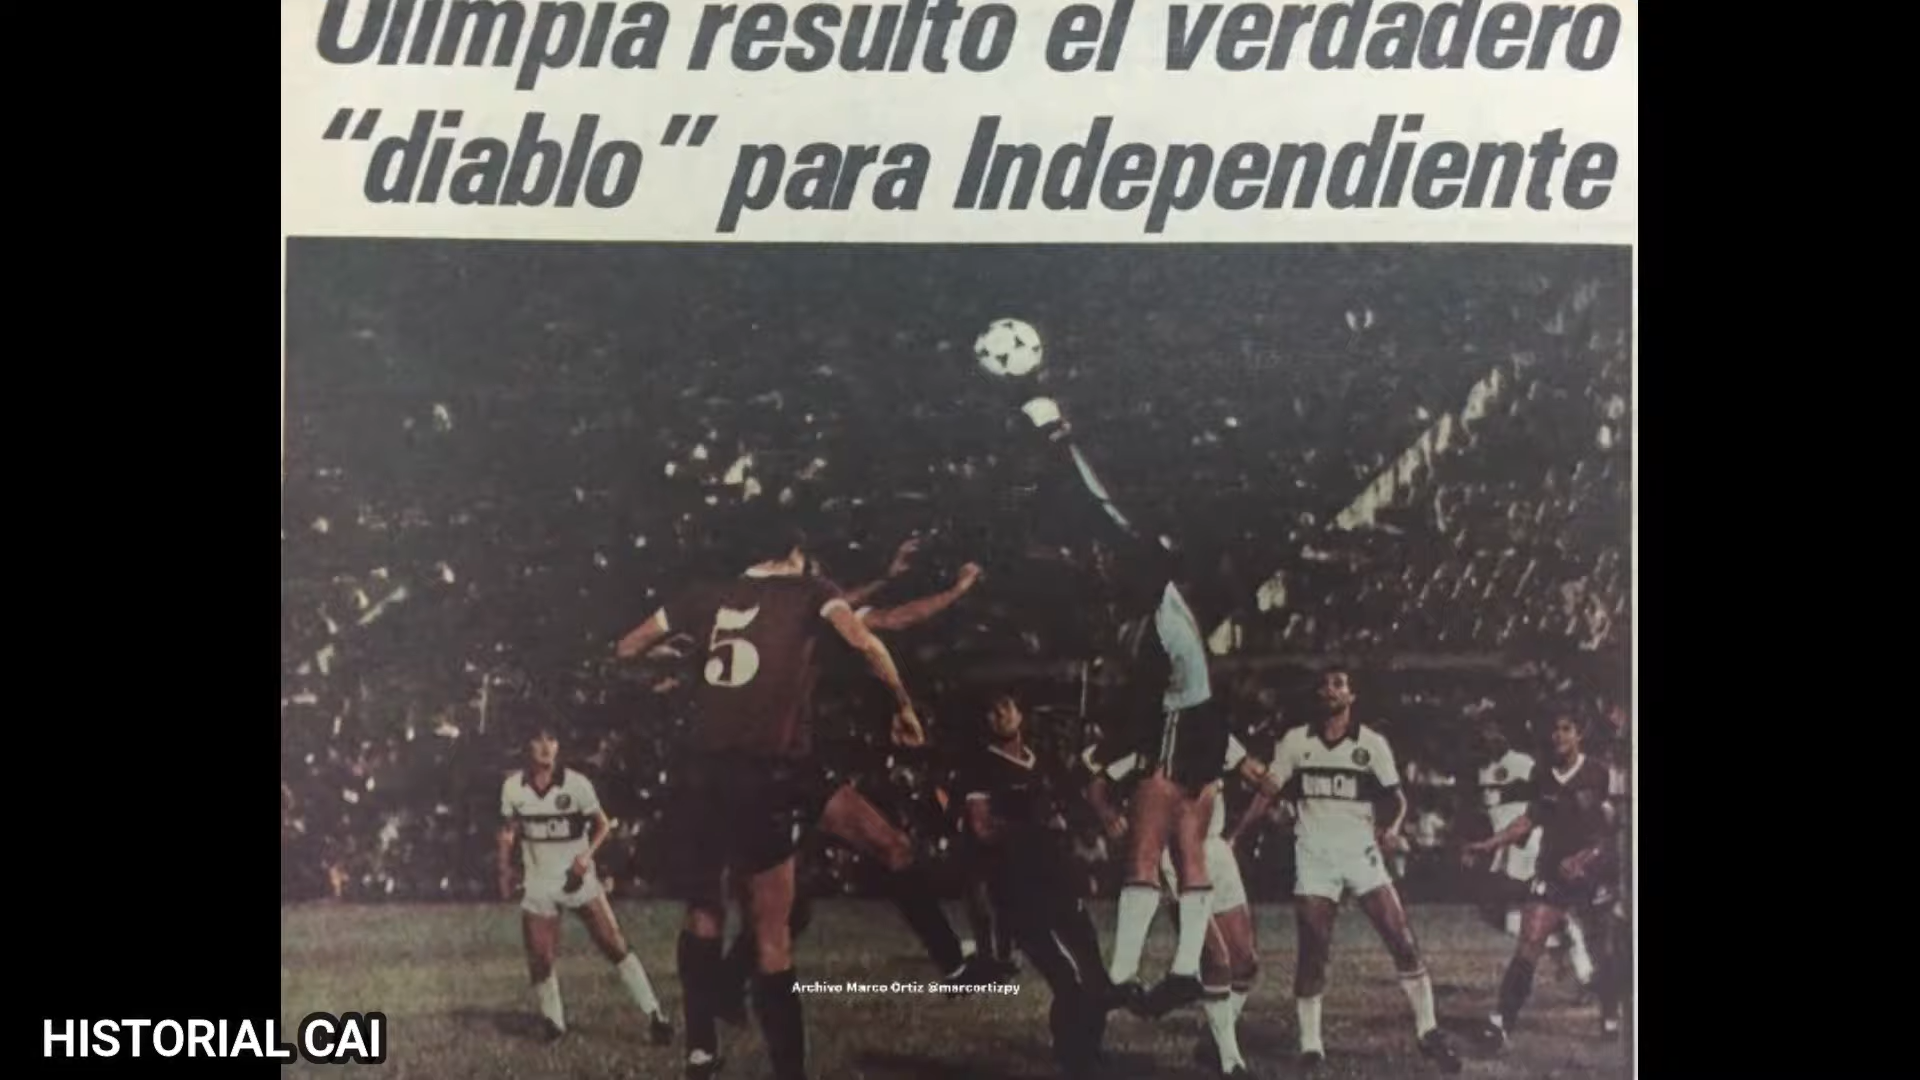 Olimpia resultó el verdadero
"diablo" para Independiente
5
Archivo Marco Ortiz @marcortizpy
HISTORIAL CAI